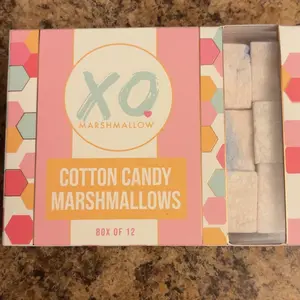 XO
MARSHMALLOW
COTTON CANDY
MARSHMALLOWS
BOX OF 12